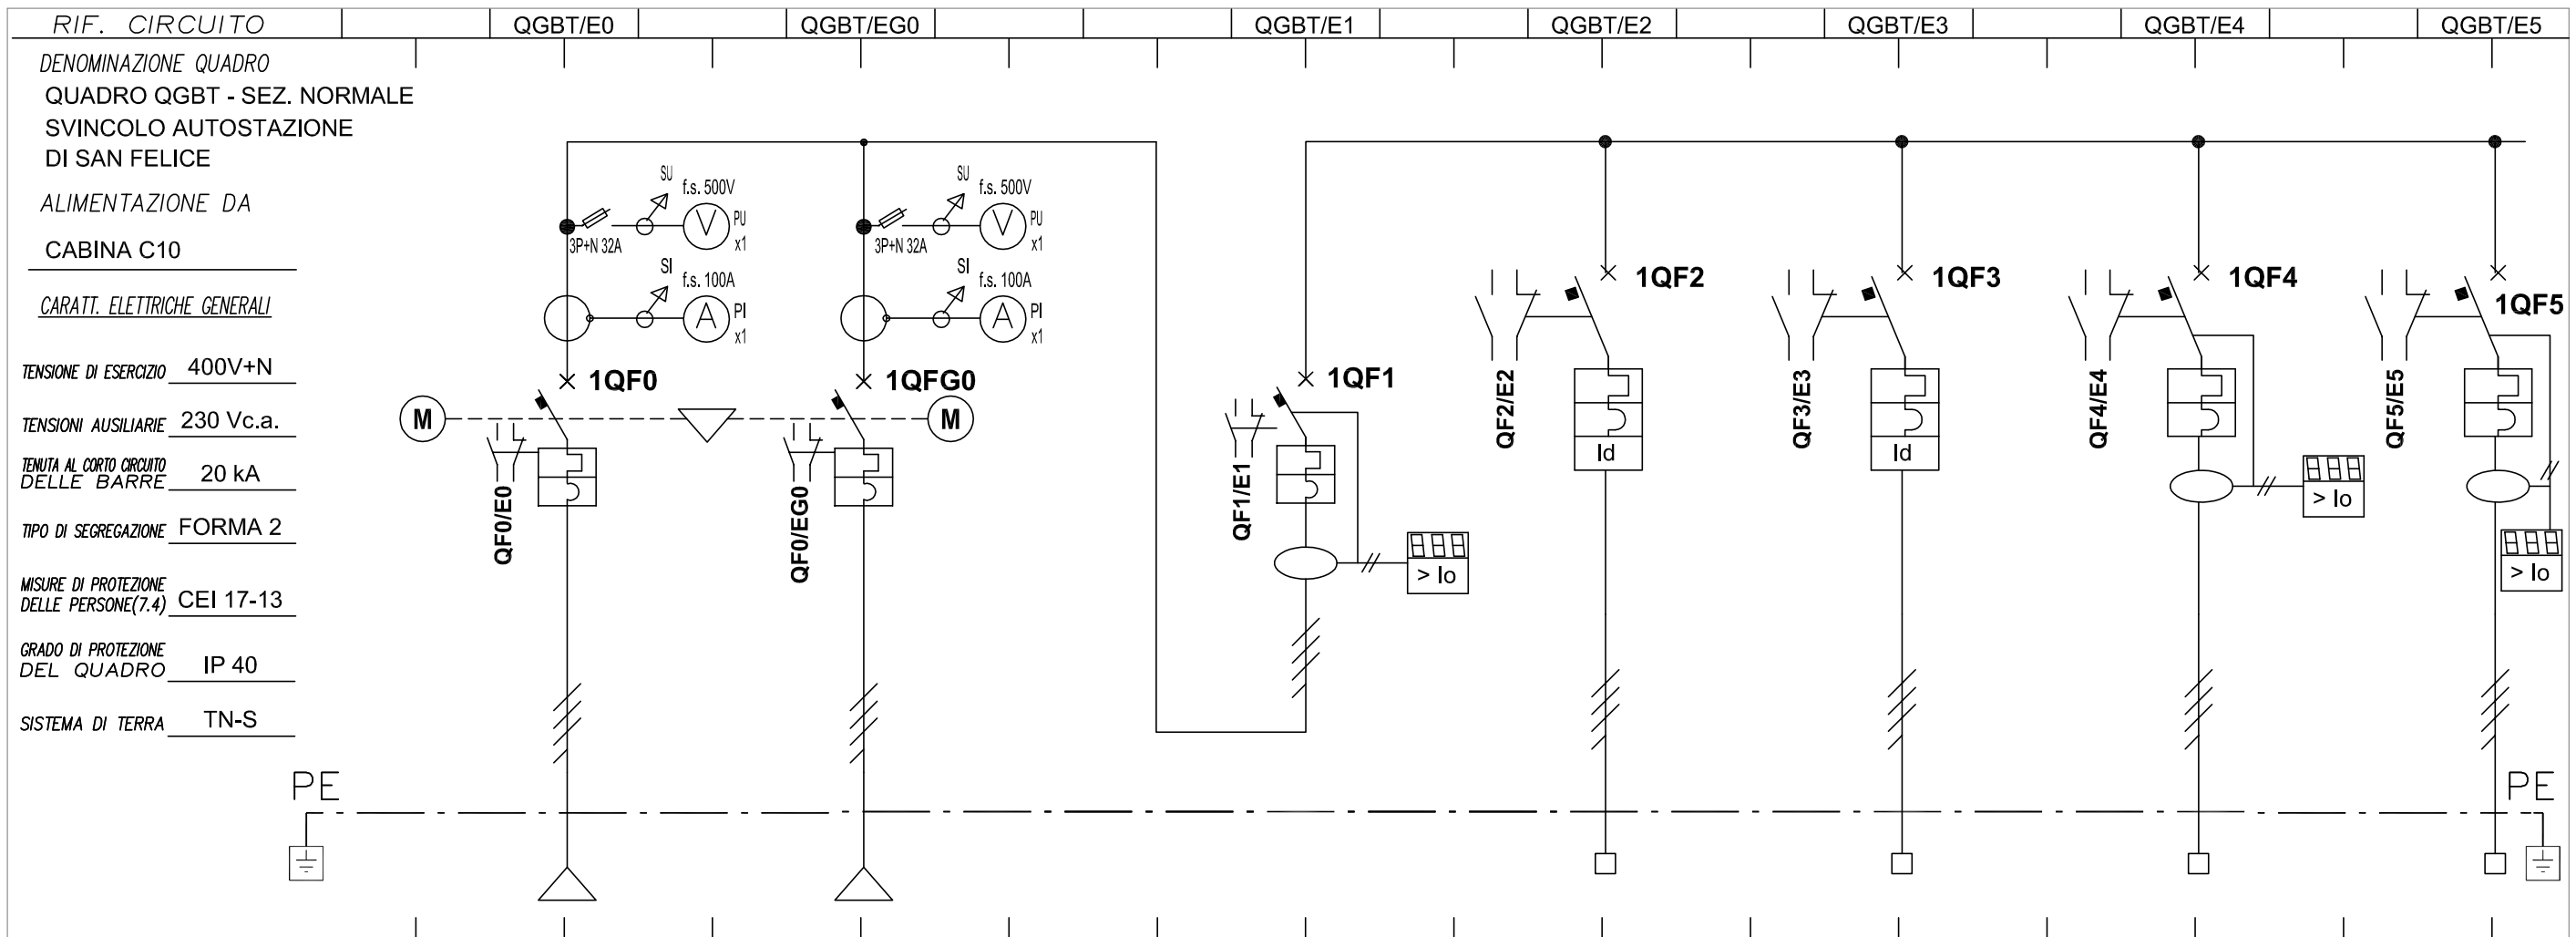 RIF. CIRCUITO QGBT/E0 QGBT/EG0 QGBT/E1 QGBT/E2 QGBT/E3 QGBT/E4 QGBT/E5
DENOMINAZIONE QUADRO
QUADRO QGBT - SEZ. NORMALE
SVINCOLO AUTOSTAZIONE
DI SAN FELICE
ALIMENTAZIONE DA
CABINA C10
CARATT. ELETTRICHE GENERALI
TENSIONE DI ESERCIZIO 400V+N
TENSIONI AUSILIARIE 230 Vc.a.
TENUTA AL CORTO CIRCUITO
DELLE BARRE 20 kA
TIPO DI SEGREGAZIONE FORMA 2
MISURE DI PROTEZIONE
DELLE PERSONE(7.4) CEI 17-13
GRADO DI PROTEZIONE
DEL QUADRO IP 40
SISTEMA DI TERRA TN-S
SU
f.s. 500V
V
PU
x1
3P+N 32A
SI
f.s. 100A
A
PI
x1
1QF0
M
QF0/E0
SU
f.s. 500V
V
PU
x1
3P+N 32A
SI
f.s. 100A
A
PI
x1
1QFG0
M
QF0/EG0
1QF1
QF1/E1
> Io
1QF2
QF2/E2
Id
1QF3
QF3/E3
Id
1QF4
QF4/E4
> Io
1QF5
QF5/E5
> Io
PE
PE